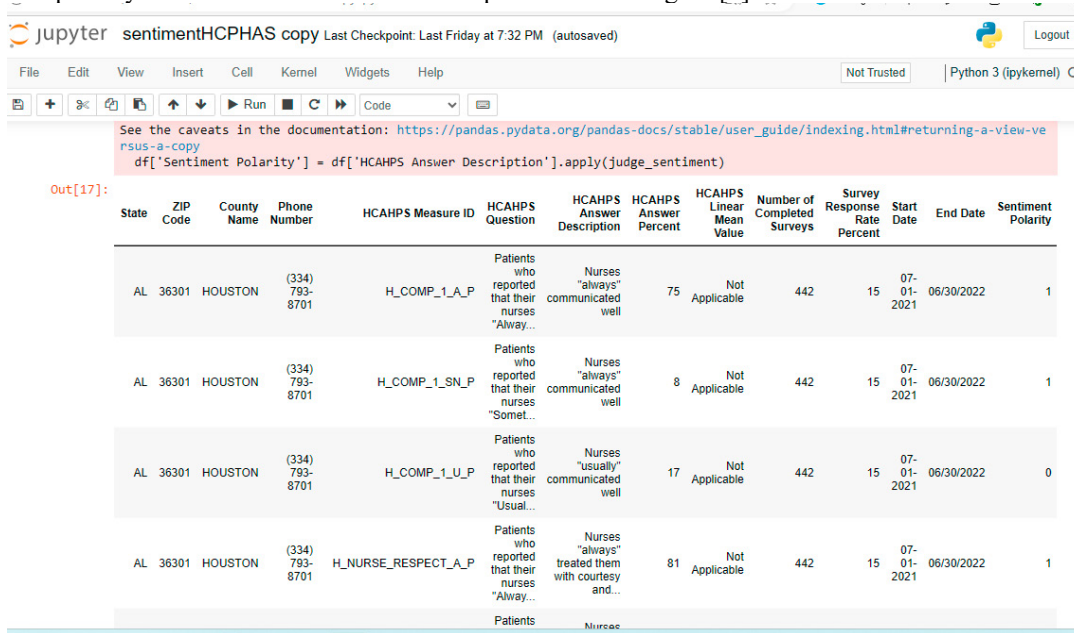 jupyter sentimentHCPHAS copy Last Checkpoint: Last Friday at 7:32 PM (autosaved)
Logout
File Edit View Insert Cell Kernel Widgets Help
Not Trusted
Python 3 (ipykernel)
Run
Code
See the caveats in the documentation: https://pandas.pydata.org/pandas-docs/stable/user_guide/indexing.html#returning-a-view-ve
rsus-a-copy
df['Sentiment Polarity'] = df['HCAHPS Answer Description'].apply(judge_sentiment)
Out[17]:
State
ZIP
Code
County
Name
Phone
Number
HCAHPS Measure ID
HCAHPS
Question
HCAHPS
Answer
Description
HCAHPS
Answer
Percent
HCAHPS
Linear
Mean
Value
Number of
Completed
Surveys
Survey
Response
Rate
Percent
Start
Date
End Date
Sentiment
Polarity
AL
36301
HOUSTON
(334)
793-
8701
H_COMP_1_A_P
Patients
who
reported
that their
nurses
"Alway...
Nurses
"always"
communicated
well
75
Not
Applicable
442
15
07-
01-
2021
06/30/2022
1
AL
36301
HOUSTON
(334)
793-
8701
H_COMP_1_SN_P
Patients
who
reported
that their
nurses
"Somet...
Nurses
"always"
communicated
well
8
Not
Applicable
442
15
07-
01-
2021
06/30/2022
1
AL
36301
HOUSTON
(334)
793-
8701
H_COMP_1_U_P
Patients
who
reported
that their
nurses
"Usual...
Nurses
"usually"
communicated
well
17
Not
Applicable
442
15
07-
01-
2021
06/30/2022
0
AL
36301
HOUSTON
(334)
793-
8701
H_NURSE_RESPECT_A_P
Patients
who
reported
that their
nurses
"Alway...
Nurses
"always"
treated them
with courtesy
and...
81
Not
Applicable
442
15
07-
01-
2021
06/30/2022
1
Patients
Nurses